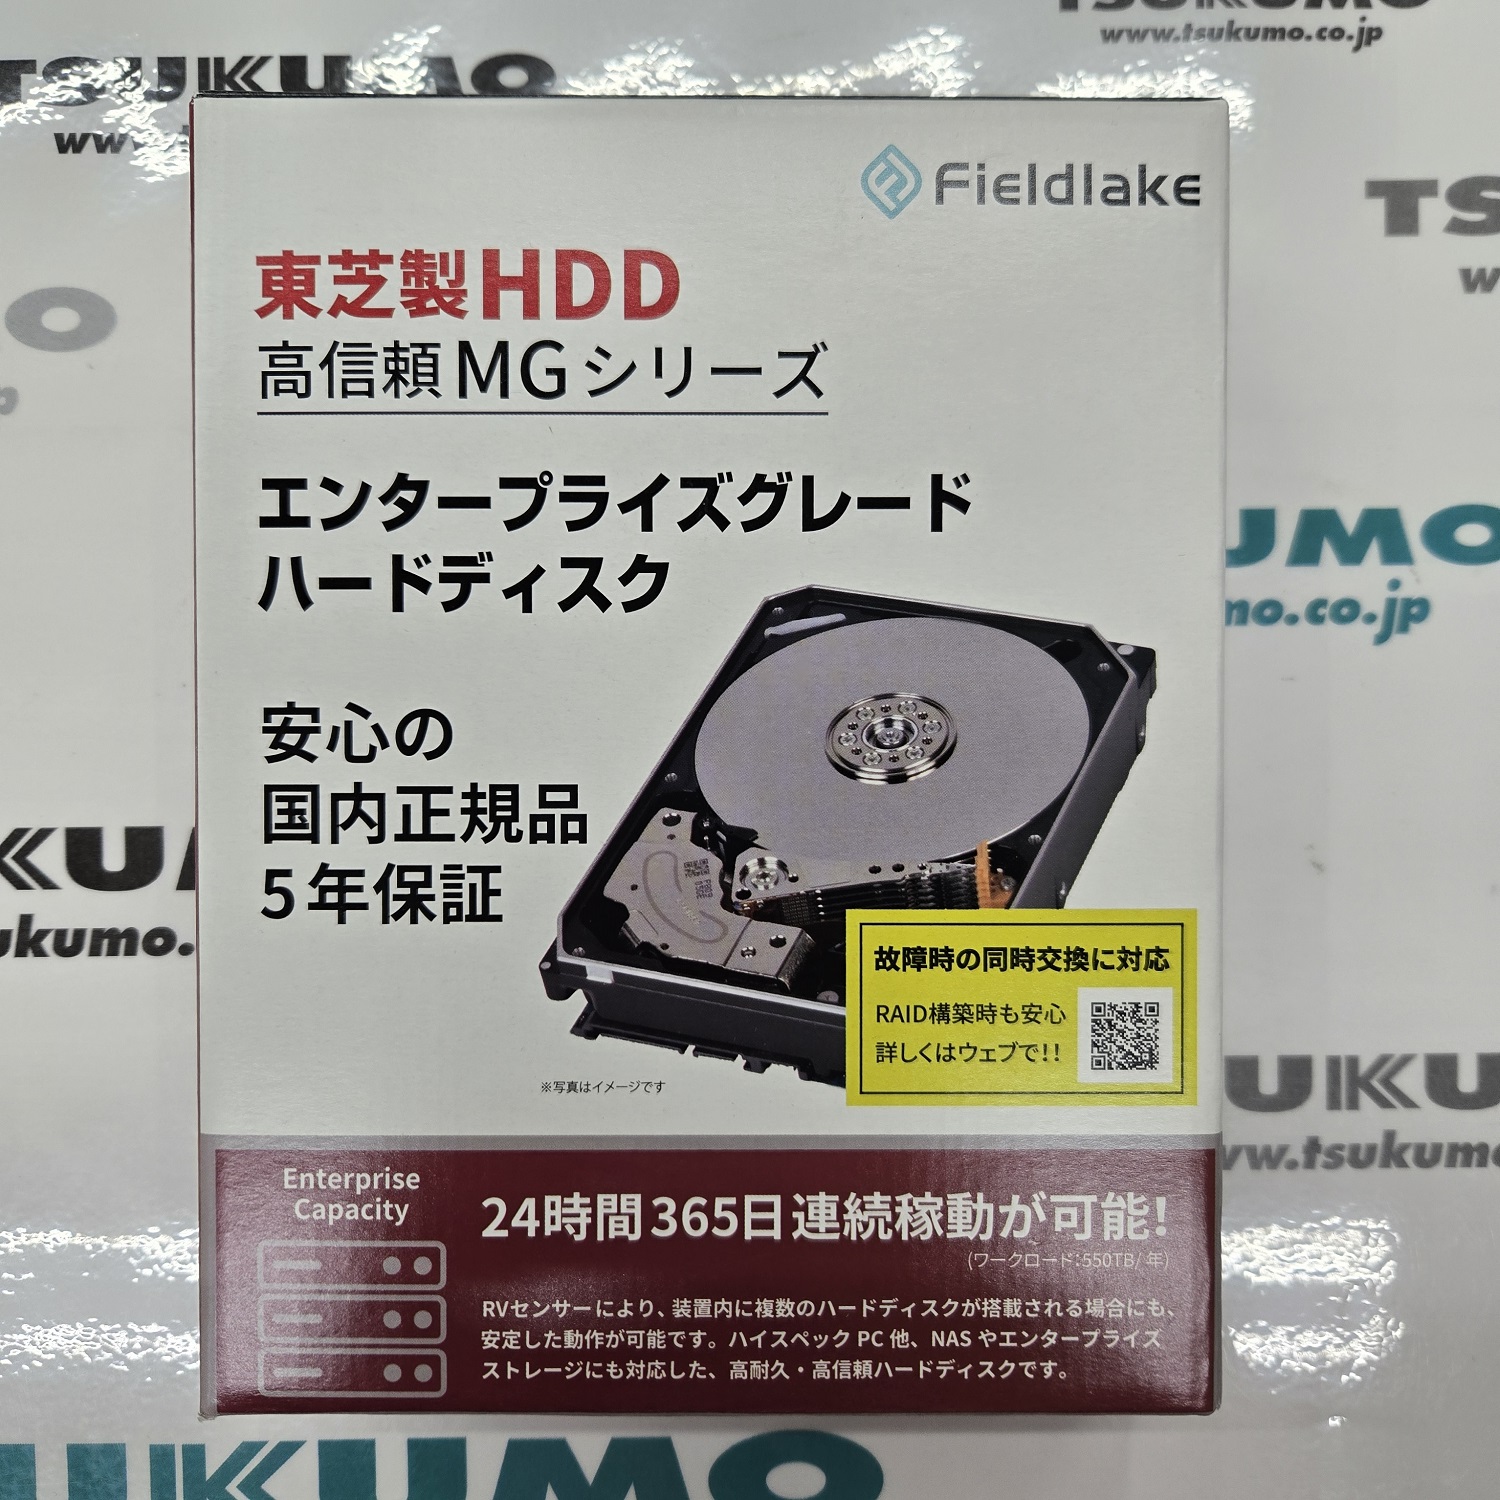 TSUKUMO
www.tsukumo.co.jp
Fieldlake
東芝製HDD
高信頼MGシリーズ
エンタープライズグレード
ハードディスク
安心の
国内正規品
5年保証
故障時の同時交換に対応
RAID構築時も安心
詳しくはウェブで!!
※写真はイメージです
Enterprise
Capacity
24時間365日連続稼動が可能!
(ワークロード:550TB/年)
RVセンサーにより、装置内に複数のハードディスクが搭載される場合にも、
安定した動作が可能です。ハイスペックPC他、NASやエンタープライズ
ストレージにも対応した、高耐久・高信頼ハードディスクです。
TSUKUMO